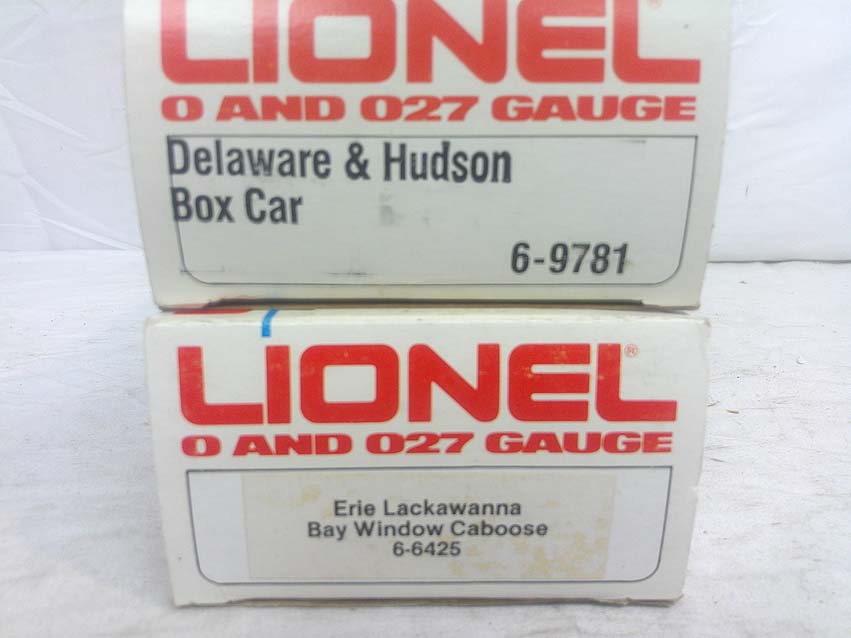 LIONEL®
O AND O27 GAUGE
Delaware & Hudson
Box Car
6-9781
LIONEL®
O AND O27 GAUGE
Erie Lackawanna
Bay Window Caboose
6-6425